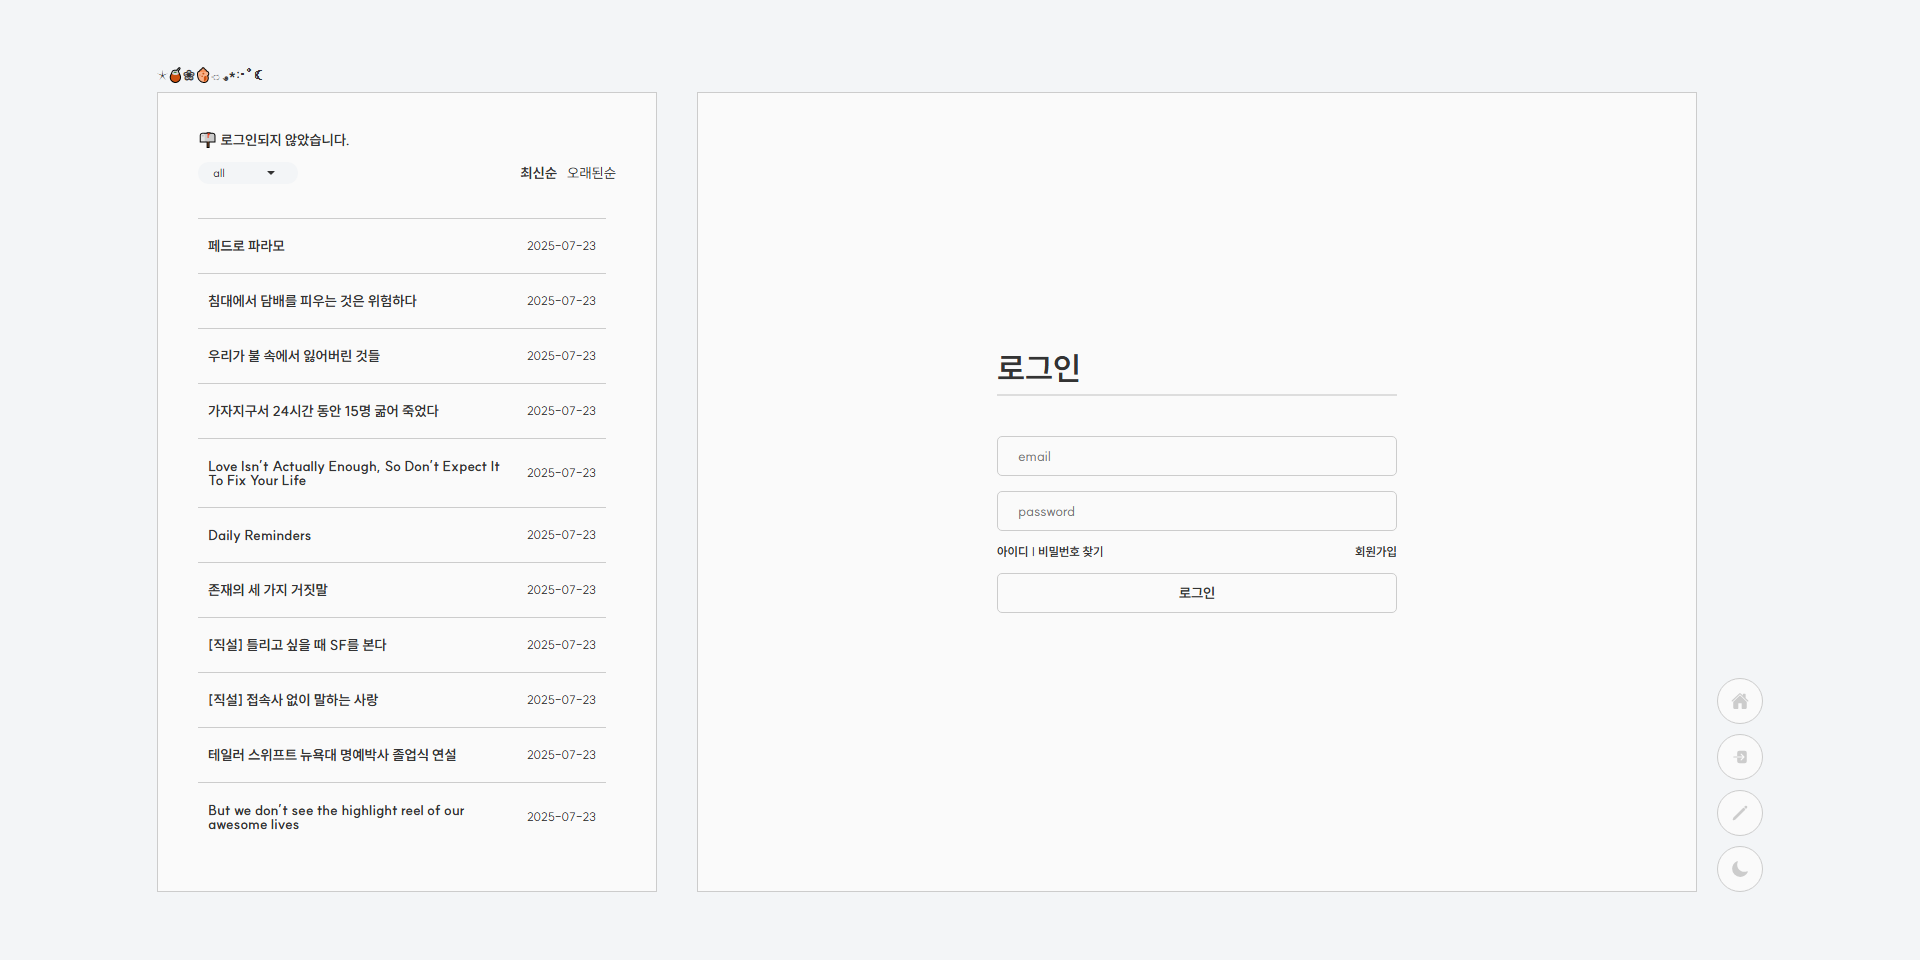 로그인되지 않았습니다.
all
최신순 오래된순
페드로 파라모 2025-07-23
침대에서 담배를 피우는 것은 위험하다 2025-07-23
우리가 불 속에서 잃어버린 것들 2025-07-23
가자지구서 24시간 동안 15명 굶어 죽었다 2025-07-23
Love Isn't Actually Enough, So Don't Expect It
To Fix Your Life 2025-07-23
Daily Reminders 2025-07-23
존재의 세 가지 거짓말 2025-07-23
[직설] 틀리고 싶을 때 SF를 본다 2025-07-23
[직설] 접속사 없이 말하는 사랑 2025-07-23
테일러 스위프트 뉴욕대 명예박사 졸업식 연설 2025-07-23
But we don't see the highlight reel of our
awesome lives 2025-07-23
로그인
email
password
아이디 | 비밀번호 찾기 회원가입
로그인